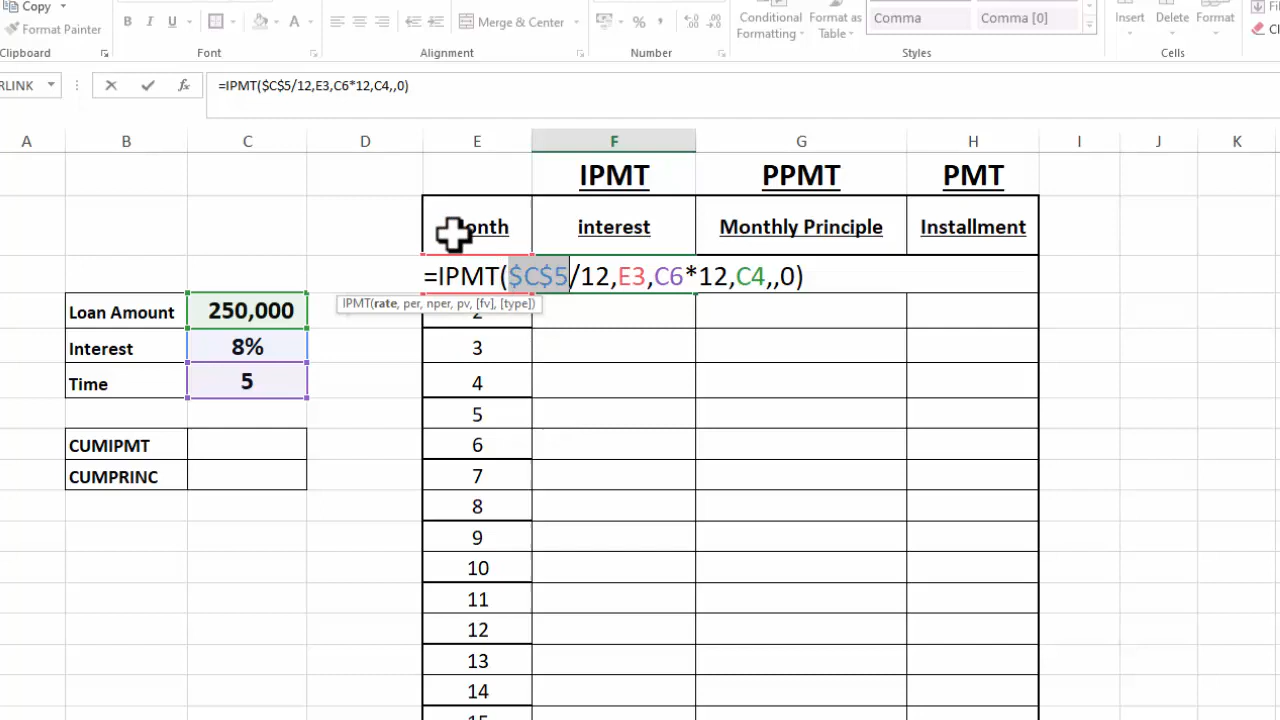 Copy
Format Painter
Clipboard
B I U
A
Font
Merge & Center
Alignment
%
Number
Conditional Formatting
Format as Table
Comma
Comma [0]
Styles
Delete
Format
Cells
fx
=IPMT($C$5/12,E3,C6*12,C4,,0)
A B C D E F G H I J K
IPMT PPMT PMT
interest Monthly Principle Installment
=IPMT($C$5/12,E3,C6*12,C4,,0)
IPMT(rate, per, nper, pv, [fv], [type])
Loan Amount 250,000
Interest 8% 3
Time 5 4
5
CUMIPMT 6
CUMPRINC 7
8
9
10
11
12
13
14